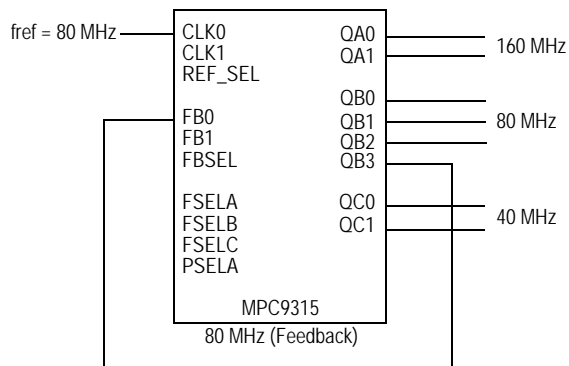 fref = 80 MHz
CLK0
CLK1
REF_SEL
FB0
FB1
FBSEL
FSELA
FSELB
FSELC
PSELA
QA0
QA1
160 MHz
QB0
QB1
QB2
QB3
80 MHz
QC0
QC1
40 MHz
MPC9315
80 MHz (Feedback)